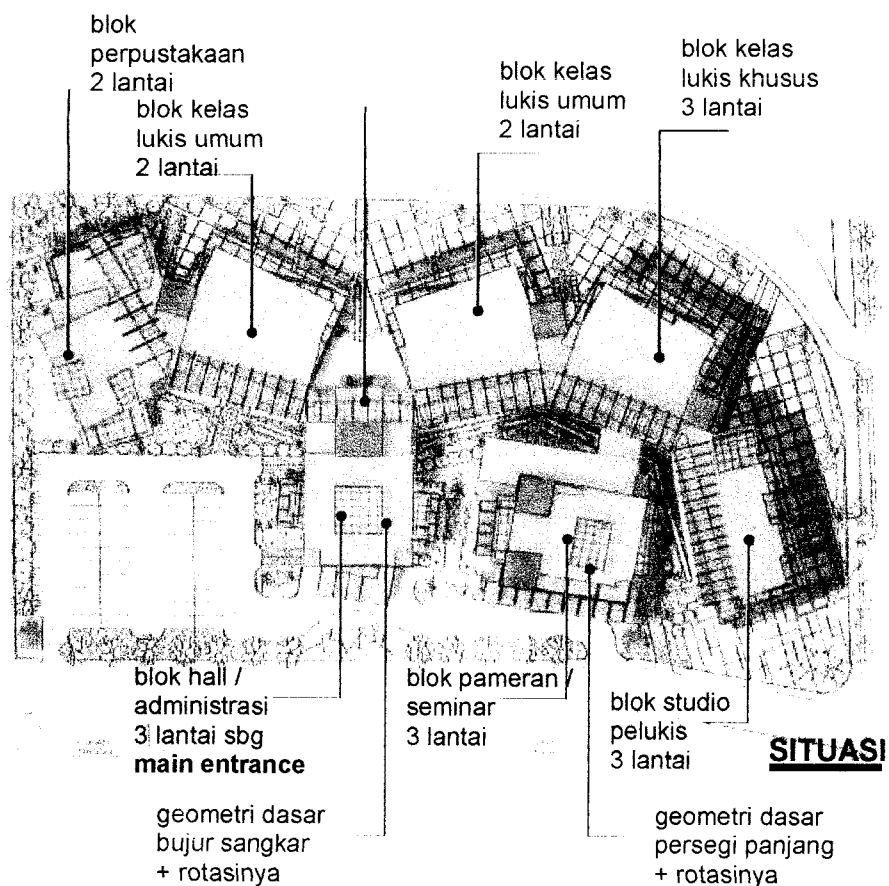 blok
perpustakaan
2 lantai
blok kelas
lukis umum
2 lantai
blok kelas
lukis umum
2 lantai
blok kelas
lukis khusus
3 lantai
blok hall /
administrasi
3 lantai sbg
main entrance
blok pameran /
seminar
3 lantai
blok studio
pelukis
3 lantai
SITUASI
geometri dasar
bujur sangkar
+ rotasinya
geometri dasar
persegi panjang
+ rotasinya